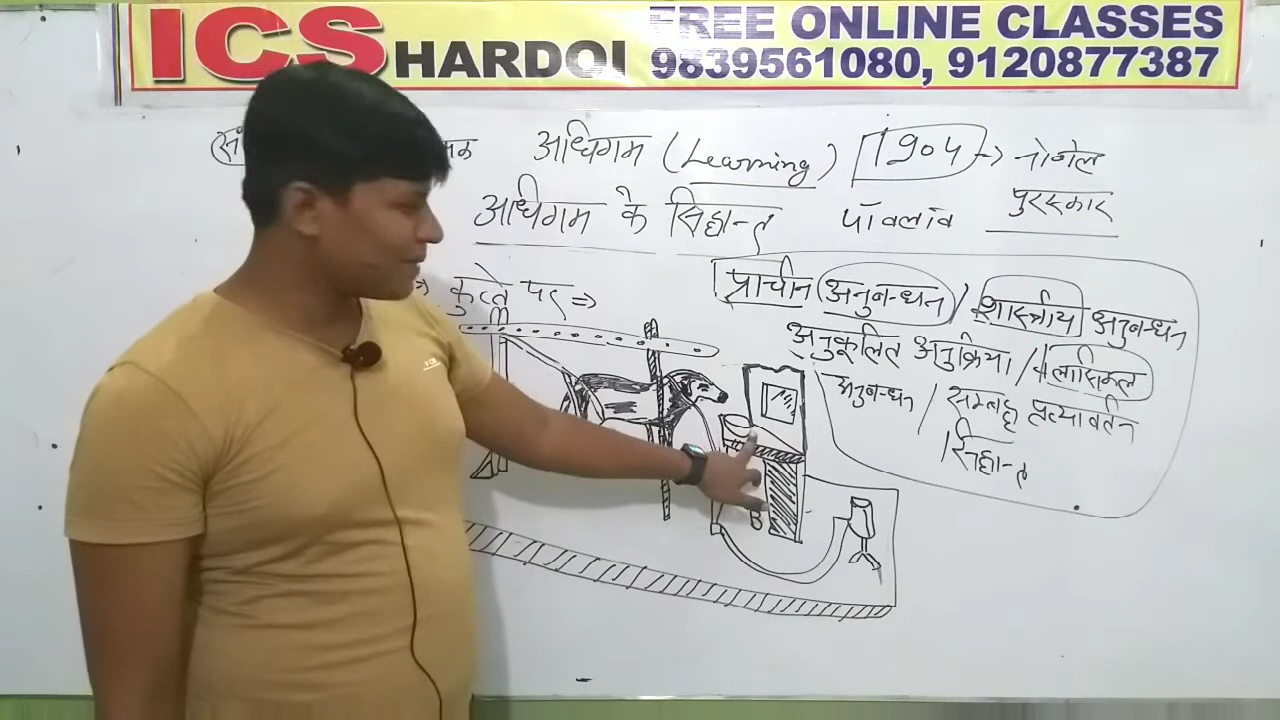 ICS HARDOI FREE ONLINE CLASSES
9839561080, 9120877387
अधिगम (Learning) 1904 → नोबेल
पुरस्कार
अधिगम के सिद्धान्त पॉवलॉव
⇒ कुत्ते पर ⇒
प्राचीन अनुबन्धन / शास्त्रीय अनुबन्धन
अनुकूलित अनुक्रिया / क्लासिकल
अनुबन्धन / सम्बद्ध प्रत्यावर्तन
सिद्धान्त